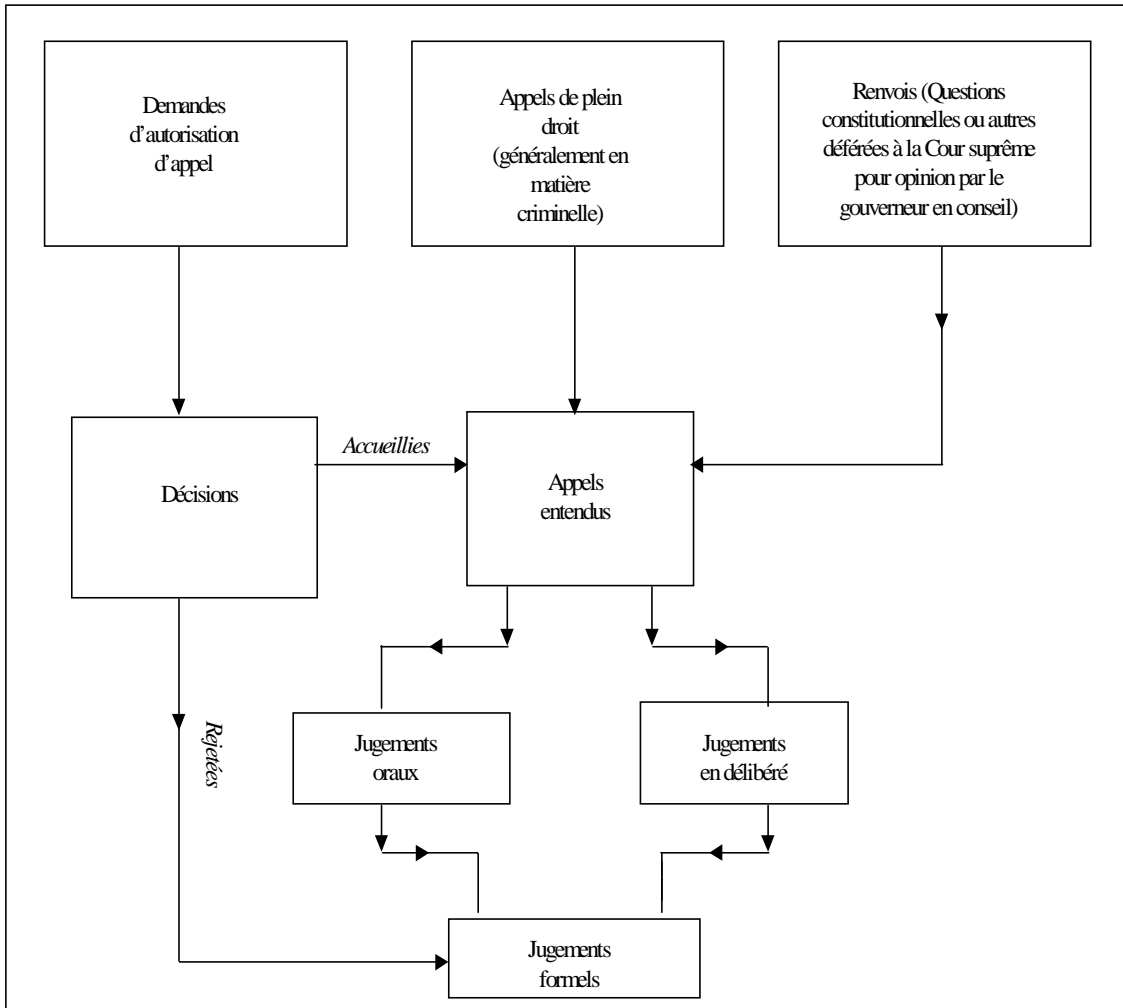 Demandes
d'autorisation
d'appel
Appels de plein
droit
(généralement en
matière
criminelle)
Renvois (Questions
constitutionnelles ou autres
déférées à la Cour suprême
pour opinion par le
gouverneur en conseil)
Décisions
Accueillies
Appels
entendus
Rejetées
Jugements
oraux
Jugements
en délibéré
Jugements
formels